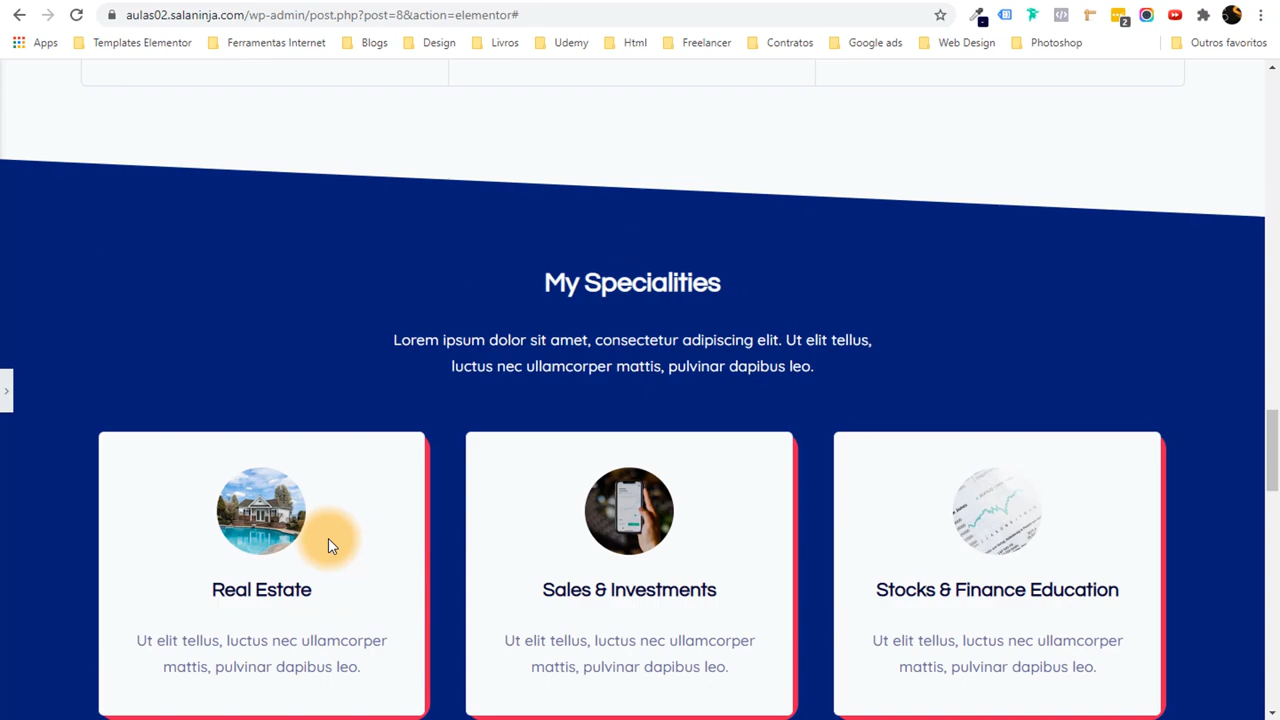 aulas02.salaninja.com/wp-admin/post.php?post=8&action=elementor#
2
Apps Templates Elementor Ferramentas Internet Blogs Design Livros Udemy Html Freelancer Contratos Google ads Web Design Photoshop Outros favoritos
My Specialities
Lorem ipsum dolor sit amet, consectetur adipiscing elit. Ut elit tellus,
luctus nec ullamcorper mattis, pulvinar dapibus leo.
Real Estate
Ut elit tellus, luctus nec ullamcorper
mattis, pulvinar dapibus leo.
Sales & Investments
Ut elit tellus, luctus nec ullamcorper
mattis, pulvinar dapibus leo.
Stocks & Finance Education
Ut elit tellus, luctus nec ullamcorper
mattis, pulvinar dapibus leo.